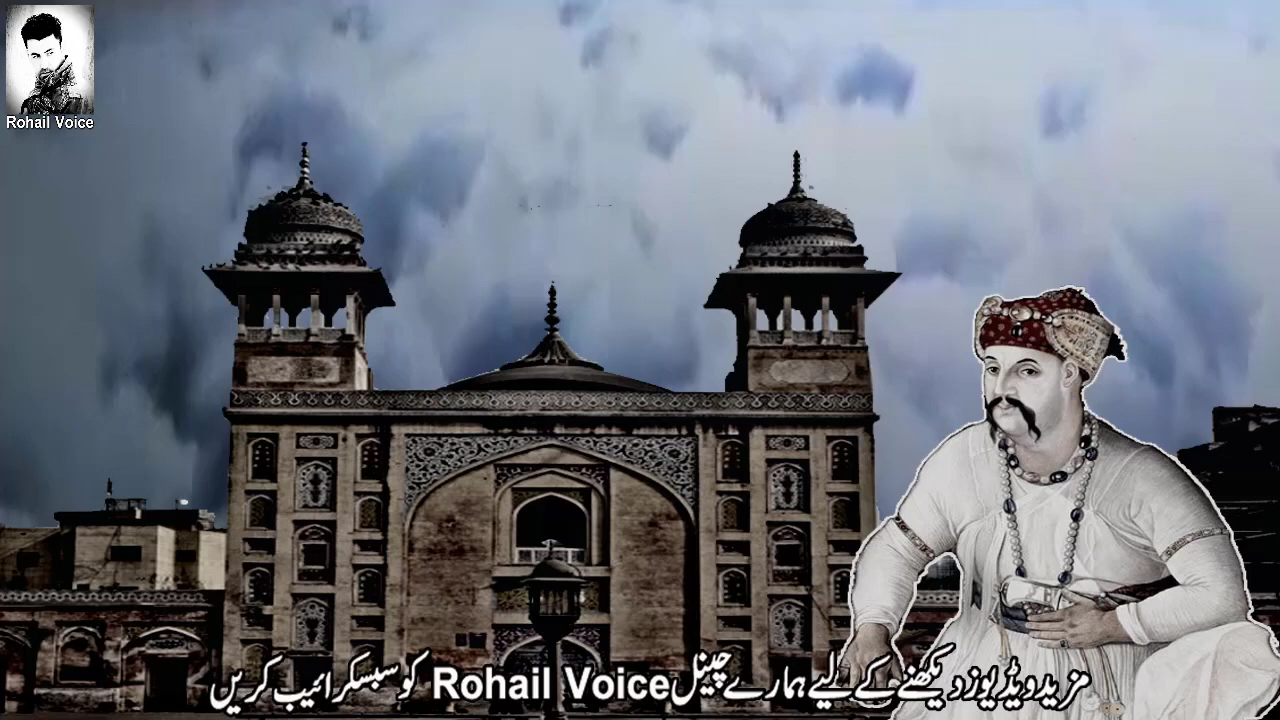 Rohail Voice
مزید ویڈیوز دیکھنے کے لیے ہمارے چینل Rohail Voice کو سبسکرائیب کریں